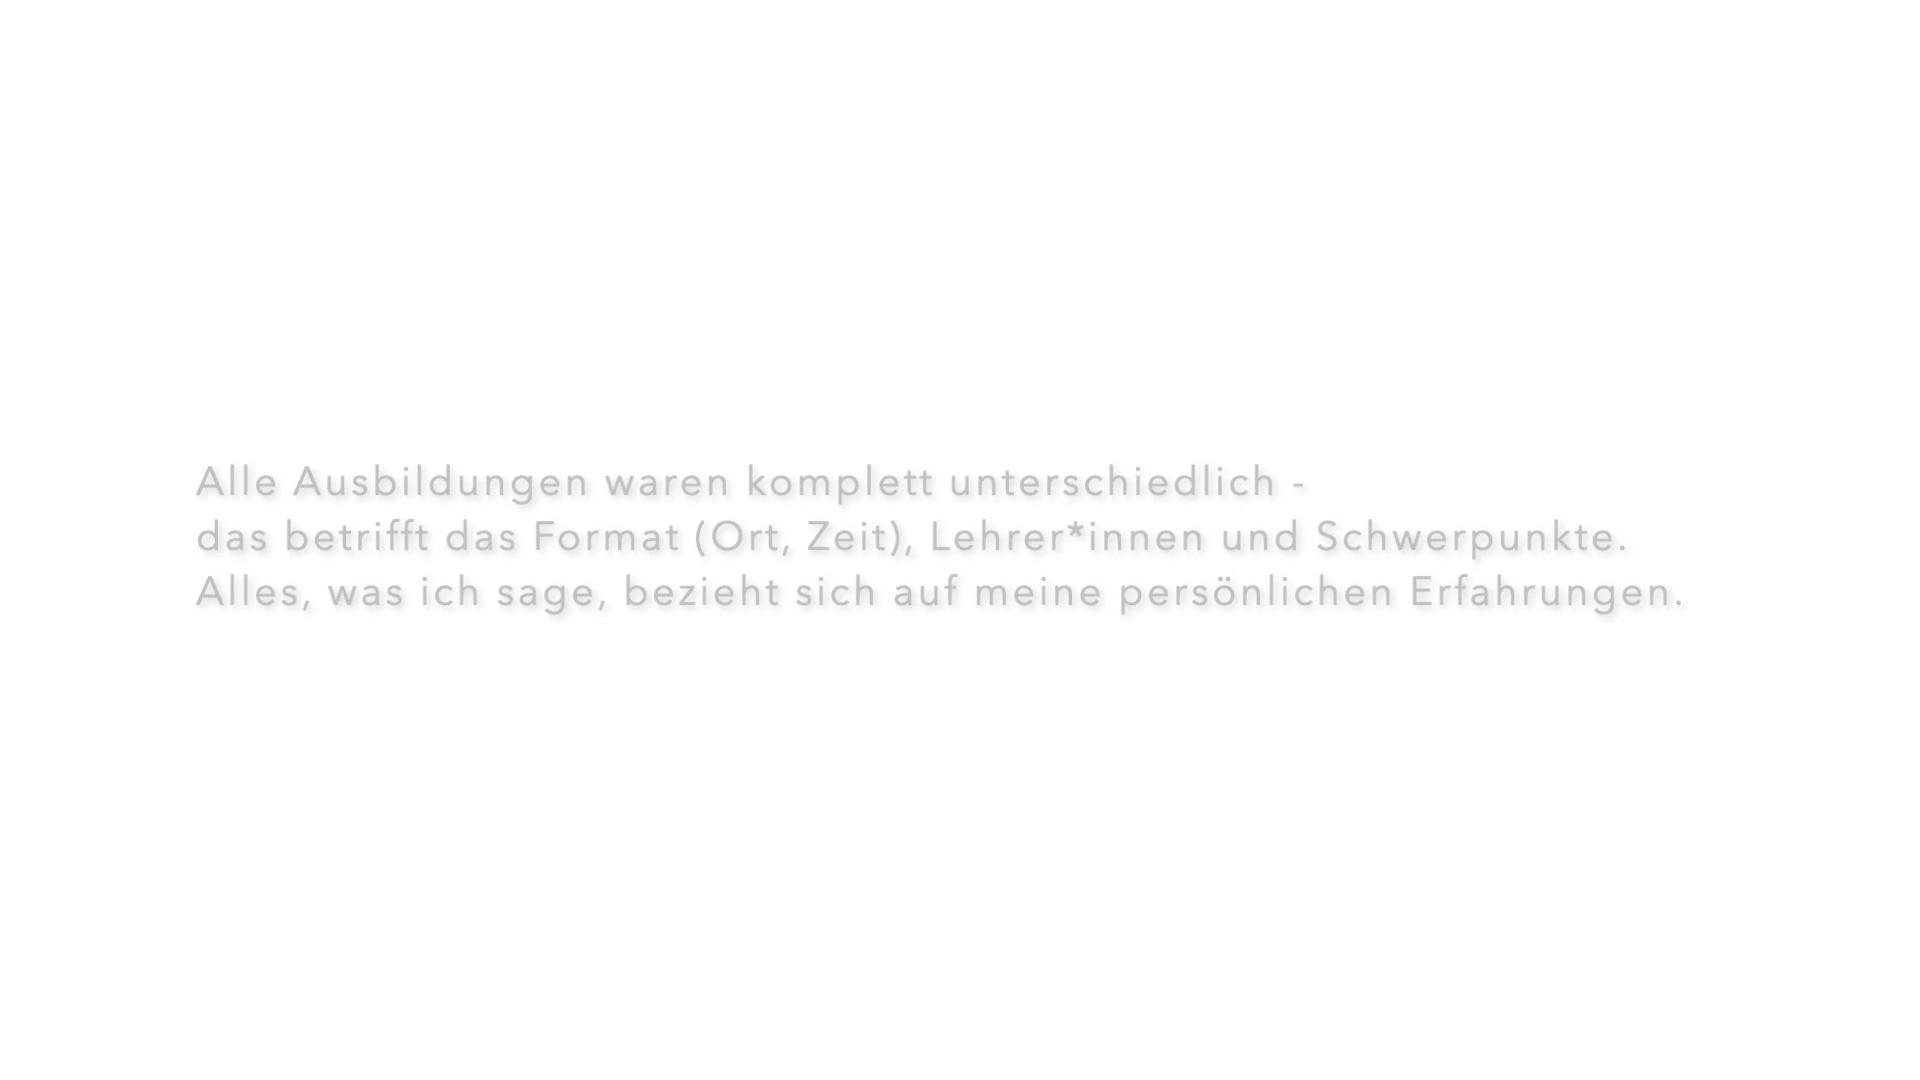 Alle Ausbildungen waren komplett unterschiedlich -
das betrifft das Format (Ort, Zeit), Lehrer*innen und Schwerpunkte.
Alles, was ich sage, bezieht sich auf meine persönlichen Erfahrungen.